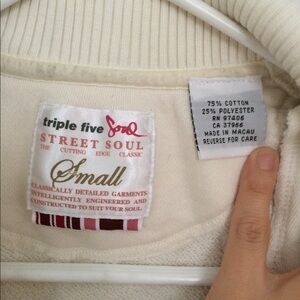 triple five Soul
STREET SOUL
THE CUTTING EDGE CLASSIC
Small
CLASSICALLY DETAILED GARMENTS
INTELLIGENTLY ENGINEERED AND
CONSTRUCTED TO SUIT YOUR SOUL.
75% COTTON
25% POLYESTER
RN 97406
CA 37966
MADE IN MACAU
REVERSE FOR CARE